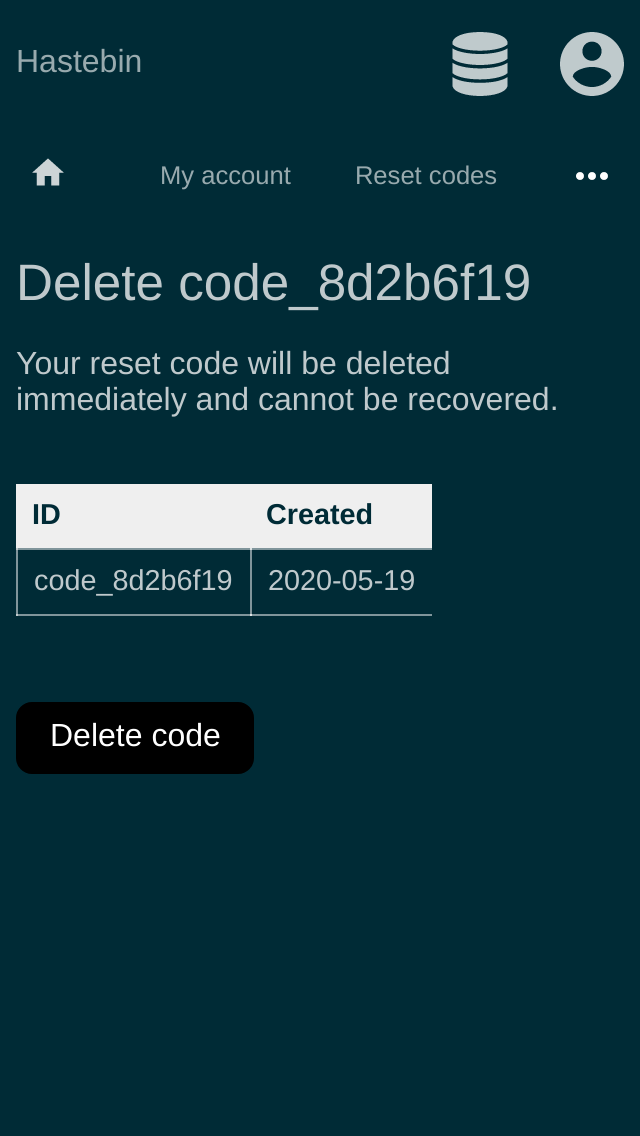 Hastebin
My account
Reset codes
Delete code_8d2b6f19
Your reset code will be deleted
immediately and cannot be recovered.
ID Created
code_8d2b6f19 2020-05-19
Delete code